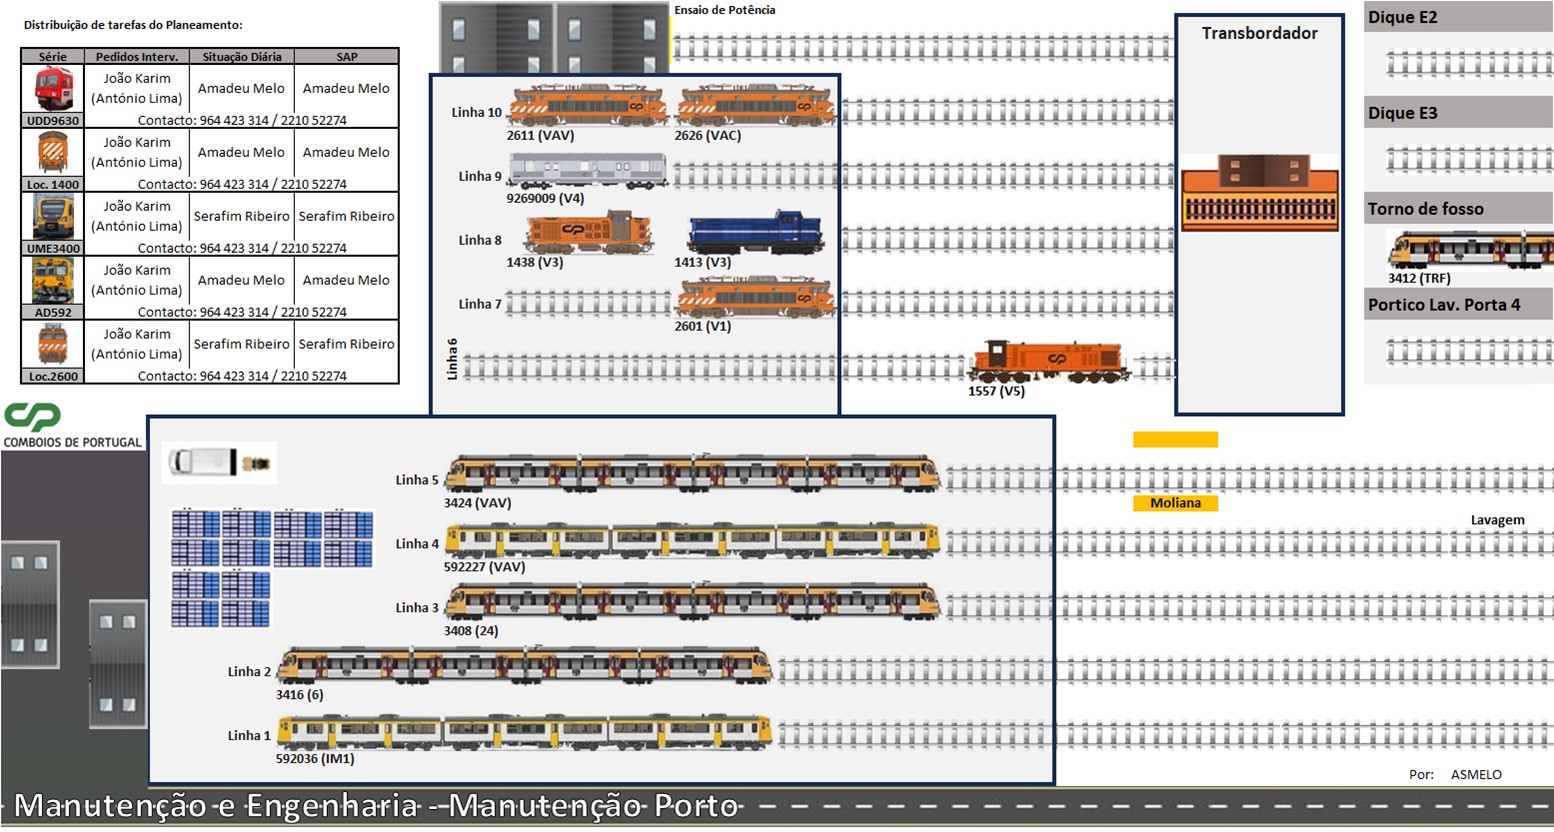 Distribuição de tarefas do Planeamento:
Série Pedidos Interv. Situação Diária SAP
João Karim
(António Lima) Amadeu Melo Amadeu Melo
UDD9630 Contacto: 964 423 314 / 2210 52274
João Karim
(António Lima) Amadeu Melo Amadeu Melo
Loc. 1400 Contacto: 964 423 314 / 2210 52274
João Karim
(António Lima) Serafim Ribeiro Serafim Ribeiro
UME3400 Contacto: 964 423 314 / 2210 52274
João Karim
(António Lima) Amadeu Melo Amadeu Melo
AD592 Contacto: 964 423 314 / 2210 52274
João Karim
(António Lima) Serafim Ribeiro Serafim Ribeiro
Loc.2600 Contacto: 964 423 314 / 2210 52274
CP
COMBOIOS DE PORTUGAL
Ensaio de Potência
Linha 10
2611 (VAV) 2626 (VAC)
Linha 9
9269009 (V4)
Linha 8
1438 (V3) 1413 (V3)
Linha 7
2601 (V1)
Linha 6
1557 (V5)
Transbordador
Dique E2
Dique E3
Torno de fosso
3412 (TRF)
Portico Lav. Porta 4
Linha 5
3424 (VAV)
Moliana
Lavagem
Linha 4
592227 (VAV)
Linha 3
3408 (24)
Linha 2
3416 (6)
Linha 1
592036 (IM1)
Por: ASMELO
Manutenção e Engenharia - Manutenção Porto